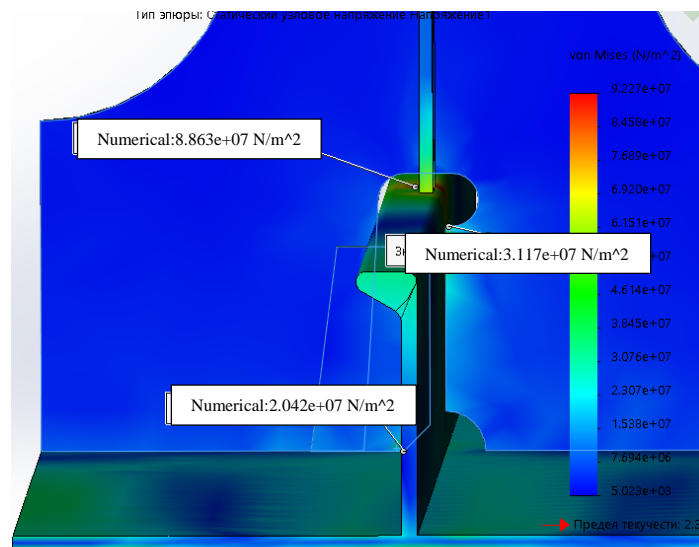 Тип эпюры: Статический узловое напряжение Напряжение1
von Mises (N/m^2)
9.227e+07
8.458e+07
Numerical:8.863e+07 N/m^2
7.689e+07
6.920e+07
6.151e+07
Numerical:3.117e+07 N/m^2
4.614e+07
3.845e+07
3.076e+07
2.307e+07
Numerical:2.042e+07 N/m^2
1.538e+07
7.694e+06
5.023e+03
Предел текучести: